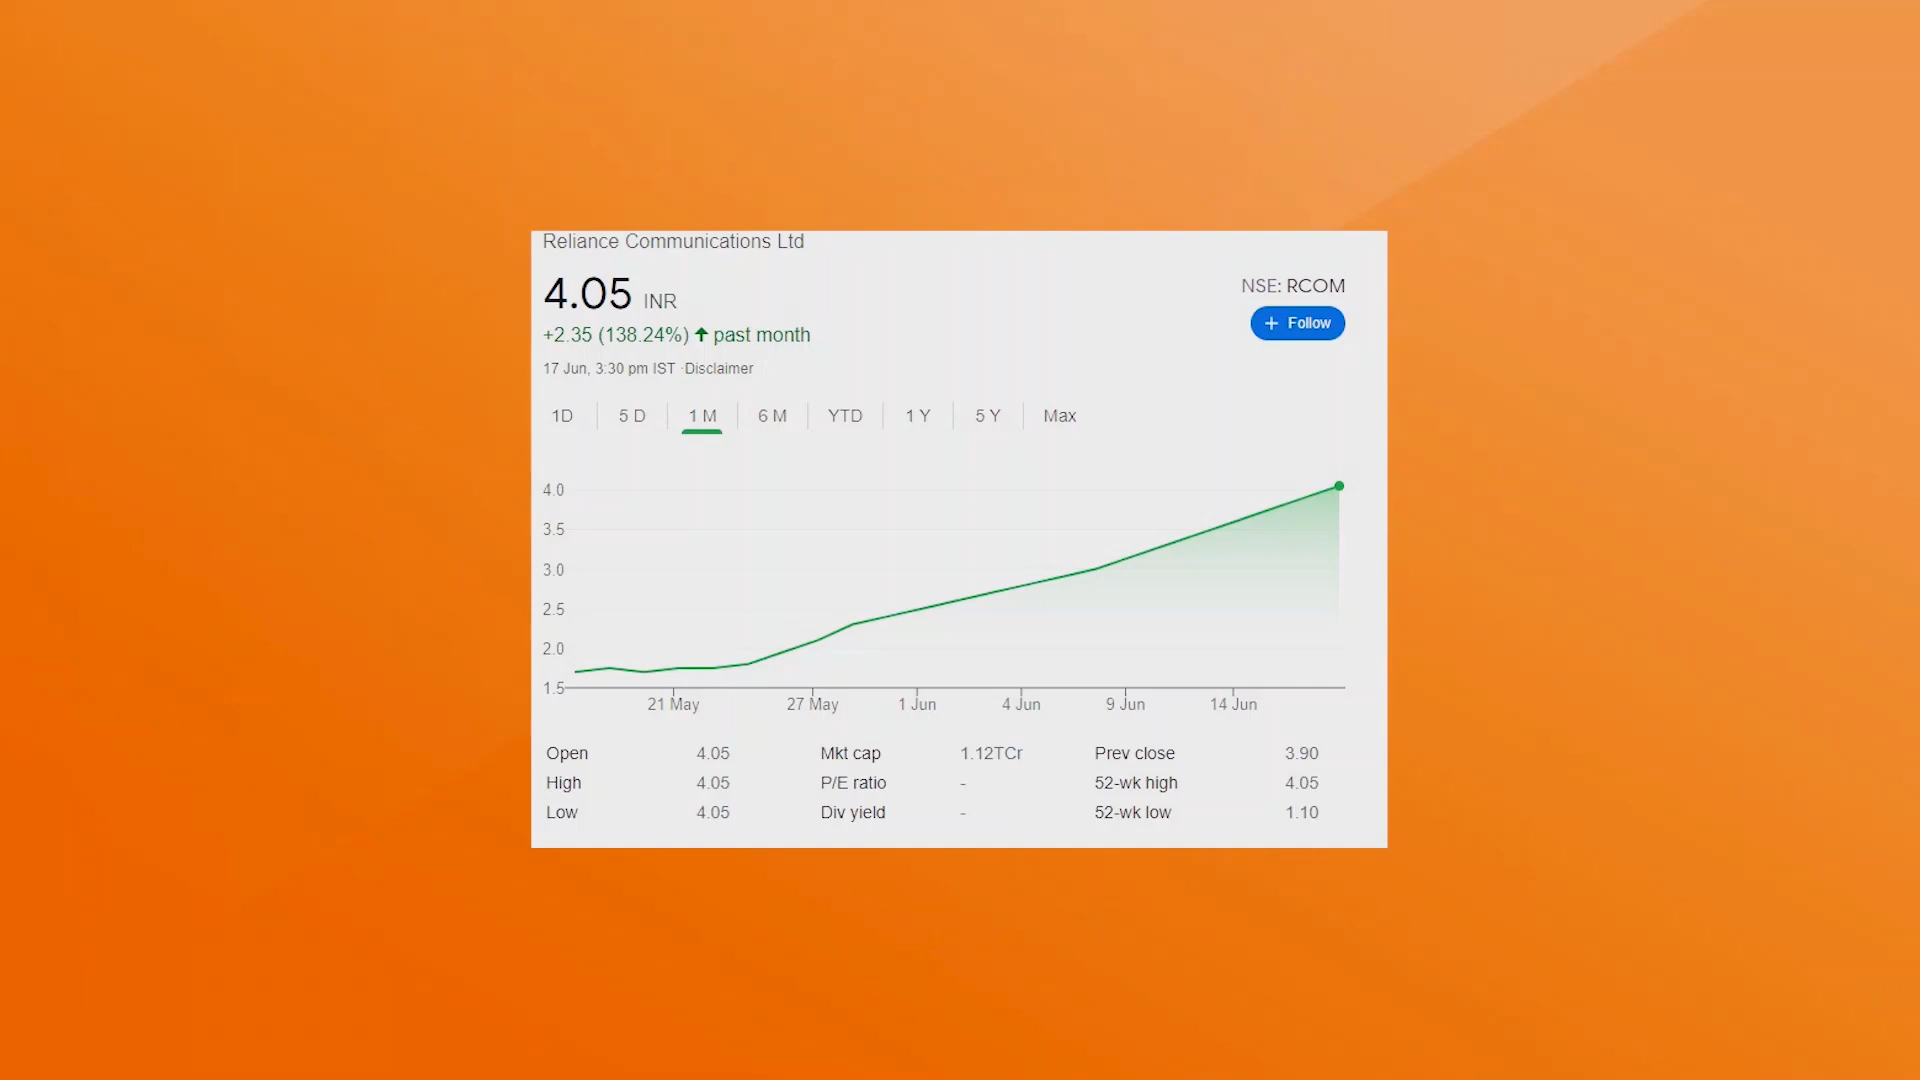 Reliance Communications Ltd
4.05 INR
NSE: RCOM
+ Follow
+2.35 (138.24%) ↑ past month
17 Jun, 3:30 pm IST ·Disclaimer
1D 5 D 1 M 6 M YTD 1 Y 5 Y Max
4.0
3.5
3.0
2.5
2.0
1.5
21 May 27 May 1 Jun 4 Jun 9 Jun 14 Jun
Open 4.05 Mkt cap 1.12TCr Prev close 3.90
High 4.05 P/E ratio - 52-wk high 4.05
Low 4.05 Div yield - 52-wk low 1.10